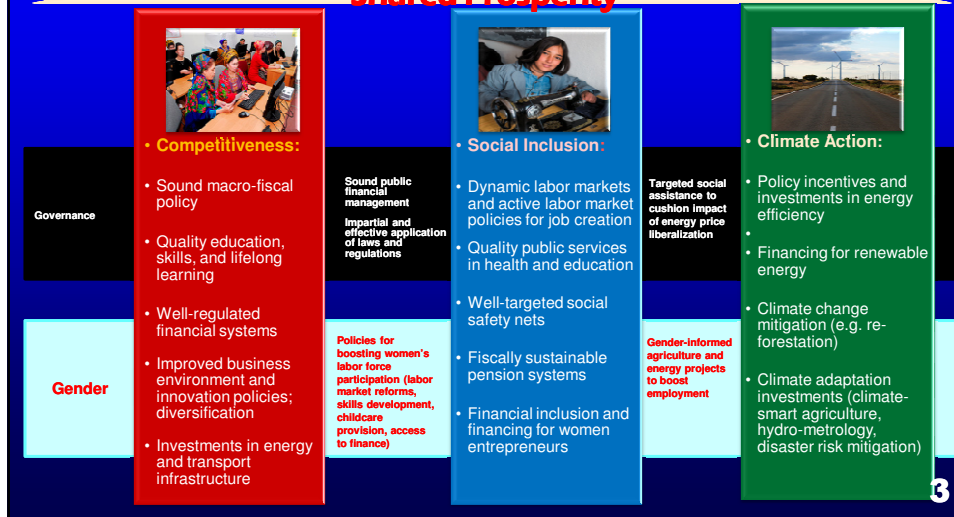 Shared Prosperity
• Competitiveness:
• Sound macro-fiscal
policy
• Quality education,
skills, and lifelong
learning
• Well-regulated
financial systems
• Improved business
environment and
innovation policies;
diversification
• Investments in energy
and transport
infrastructure
• Social Inclusion:
• Dynamic labor markets
and active labor market
policies for job creation
• Quality public services
in health and education
• Well-targeted social
safety nets
• Fiscally sustainable
pension systems
• Financial inclusion and
financing for women
entrepreneurs
• Climate Action:
• Policy incentives and
investments in energy
efficiency
•
• Financing for renewable
energy
• Climate change
mitigation (e.g. re-
forestation)
• Climate adaptation
investments (climate-
smart agriculture,
hydro-metrology,
disaster risk mitigation)
Governance
Sound public
financial
management
Impartial and
effective application
of laws and
regulations
Targeted social
assistance to
cushion impact
of energy price
liberalization
Gender
Policies for
boosting women's
labor force
participation (labor
market reforms,
skills development,
childcare
provision, access
to finance)
Gender-informed
agriculture and
energy projects
to boost
employment
3